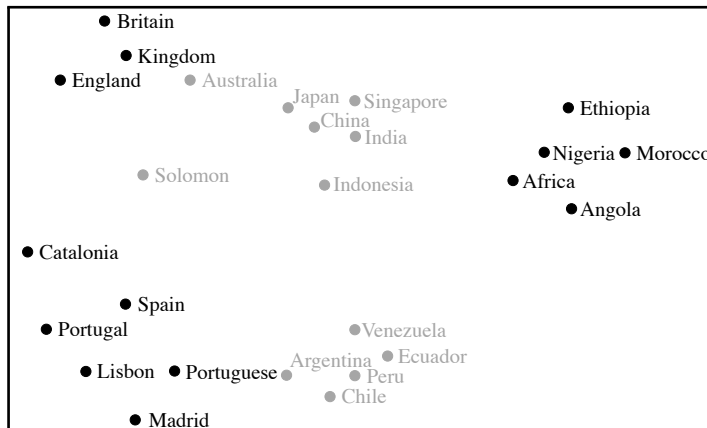 Britain
Kingdom
England
Australia
Japan
Singapore
Ethiopia
China
India
Nigeria
Morocco
Solomon
Indonesia
Africa
Angola
Catalonia
Spain
Portugal
Venezuela
Lisbon
Portuguese
Argentina
Ecuador
Peru
Chile
Madrid